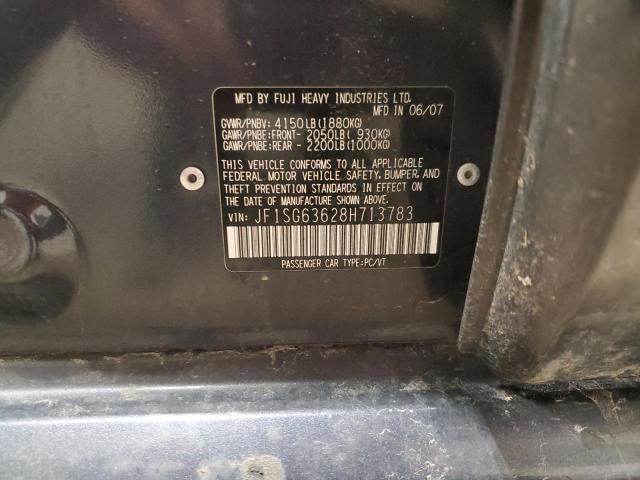 MFD BY FUJI HEAVY INDUSTRIES LTD.
MFD IN 06/07
GVWR/PNBV: 4150LB(1880KG)
GAWR/PNBE:FRONT- 2050LB( 930KG)
GAWR/PNBE:REAR - 2200LB(1000KG)
THIS VEHICLE CONFORMS TO ALL APPLICABLE
FEDERAL MOTOR VEHICLE SAFETY, BUMPER, AND
THEFT PREVENTION STANDARDS IN EFFECT ON
THE DATE OF MANUFACTURE SHOWN ABOVE.
VIN: JF1SG63628H713783
PASSENGER CAR TYPE:PC/VT